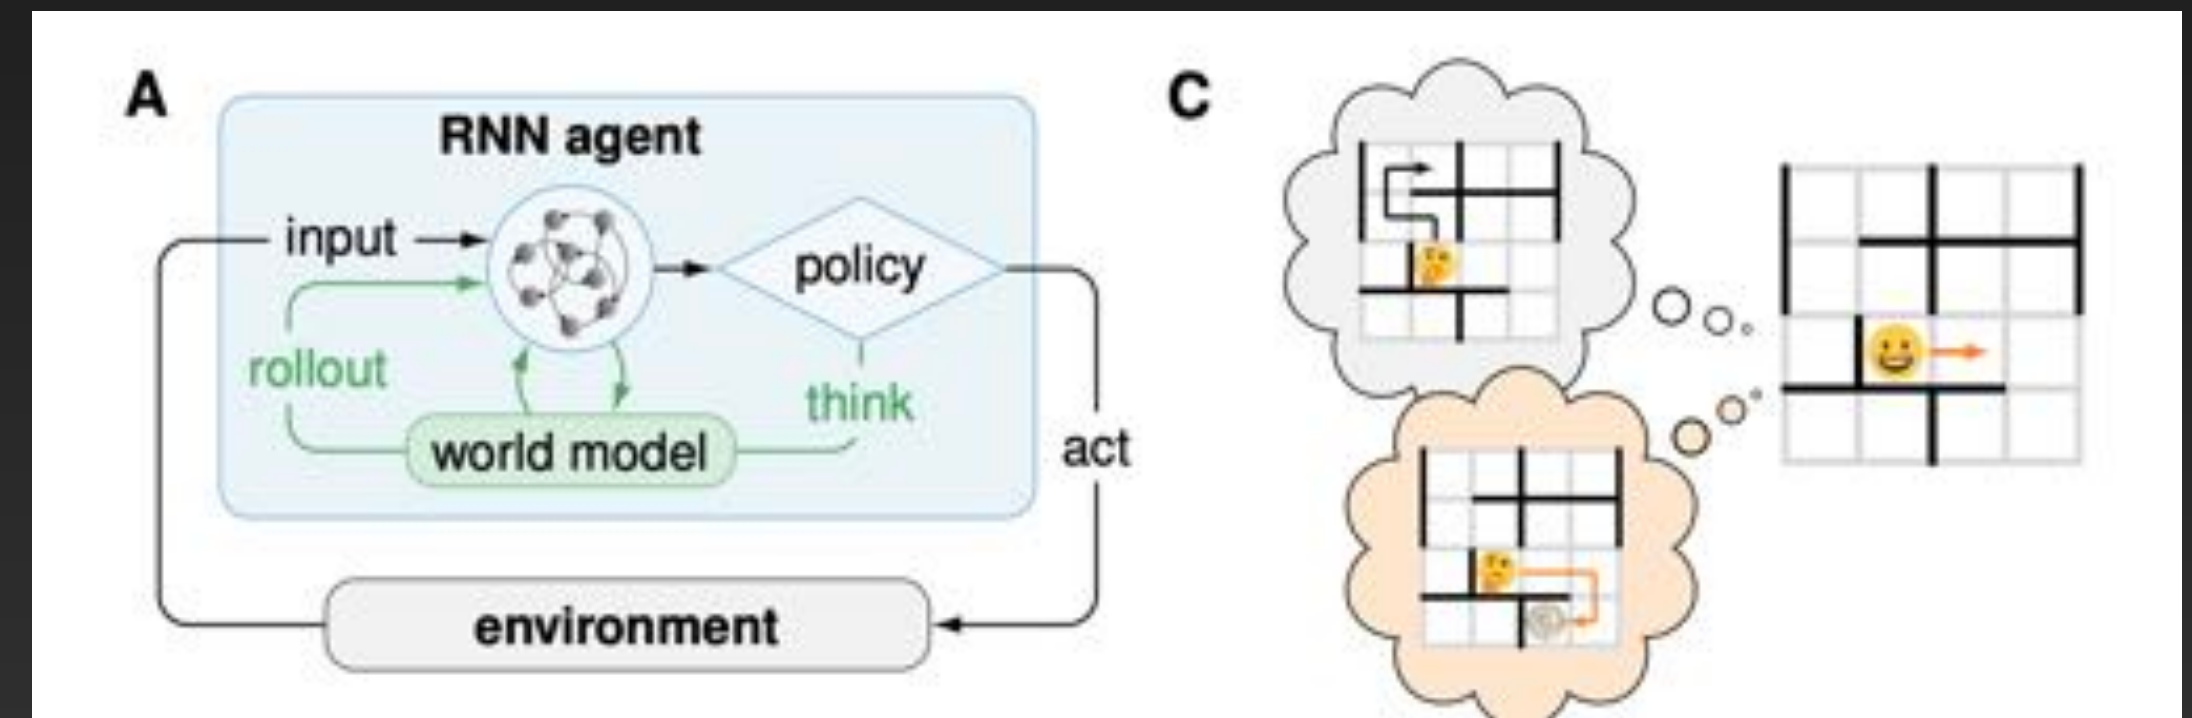 A
RNN agent
input
policy
rollout
think
world model
act
environment
C